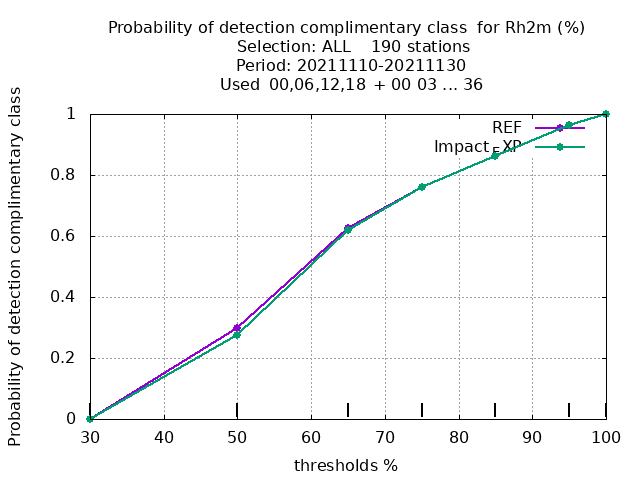 Probability of detection complimentary class  for Rh2m (%)
Selection: ALL    190 stations
Period: 20211110-20211130
Used  00,06,12,18 + 00 03 ... 36
Probability of detection complimentary class
1
0.8
0.6
0.4
0.2
0
REF
Impact_EXP
30 40 50 60 70 80 90 100
thresholds %